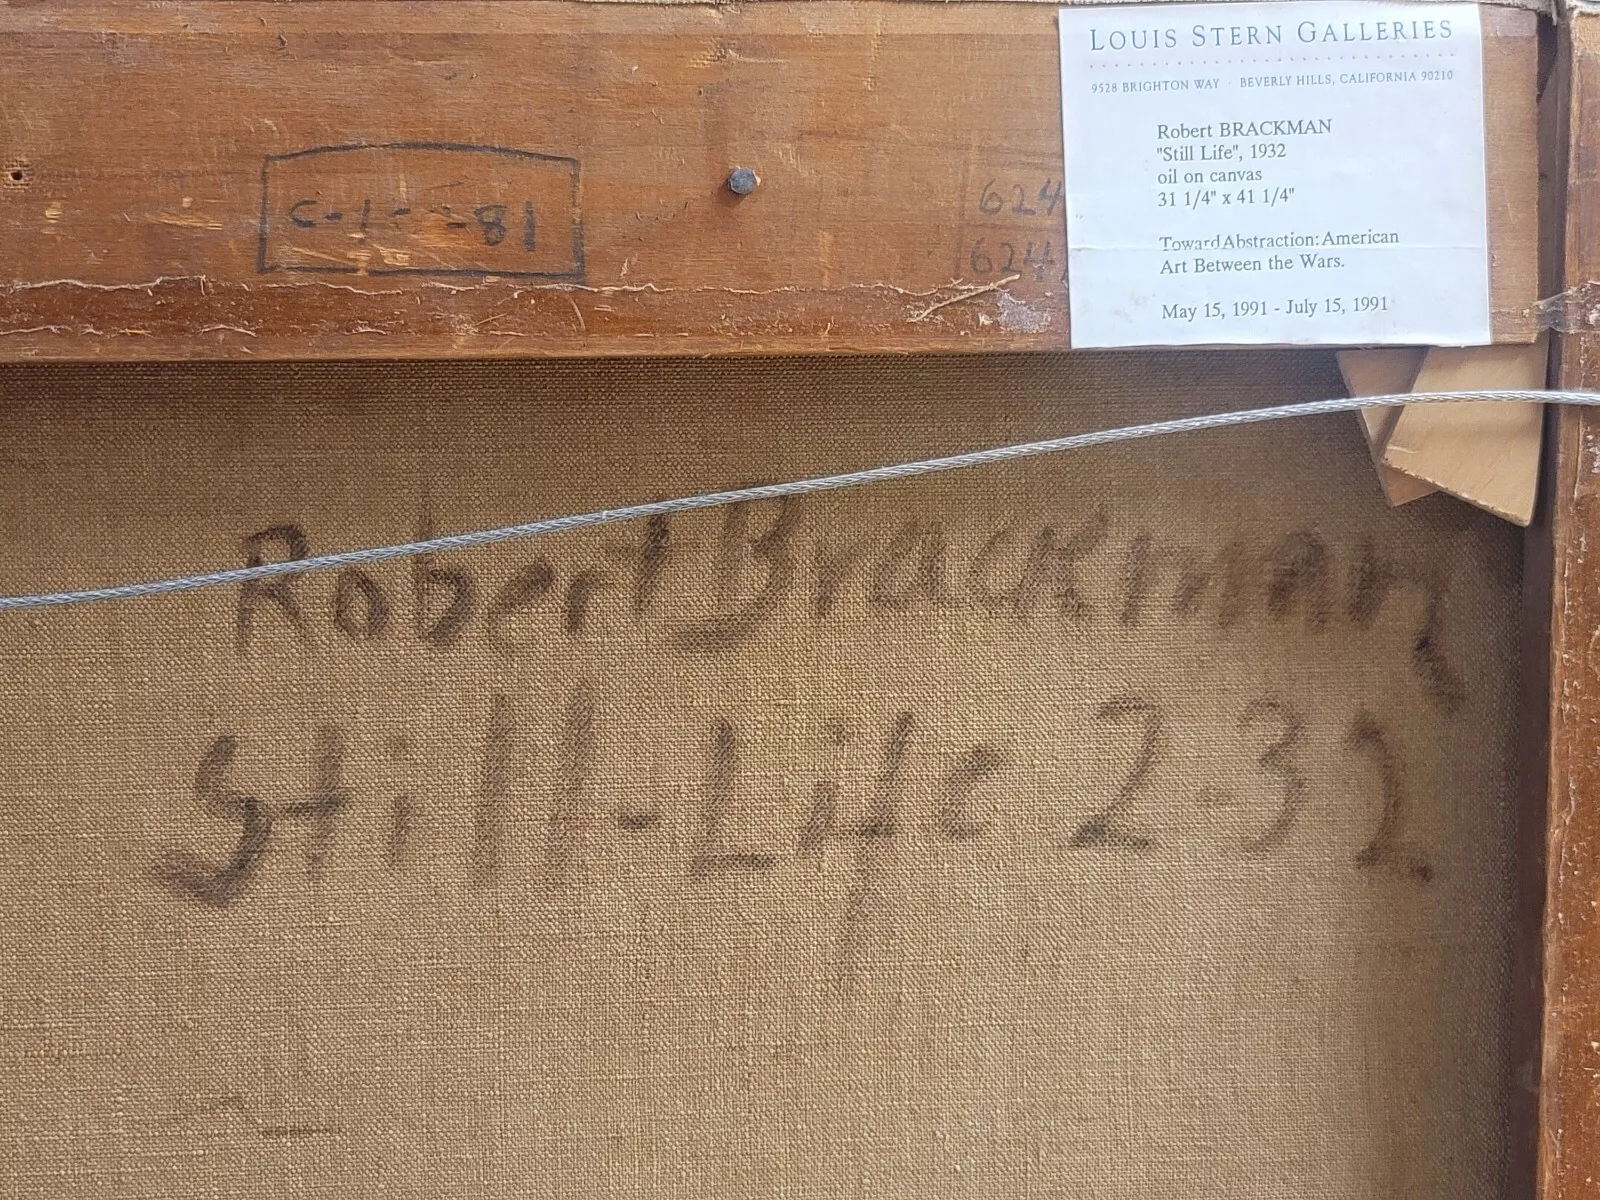 LOUIS STERN GALLERIES
9528 BRIGHTON WAY · BEVERLY HILLS, CALIFORNIA 90210
Robert BRACKMAN
"Still Life", 1932
oil on canvas
31 1/4" x 41 1/4"
Toward Abstraction: American
Art Between the Wars.
May 15, 1991 - July 15, 1991
624
624
Robert Brackman
Still-Life 2-32